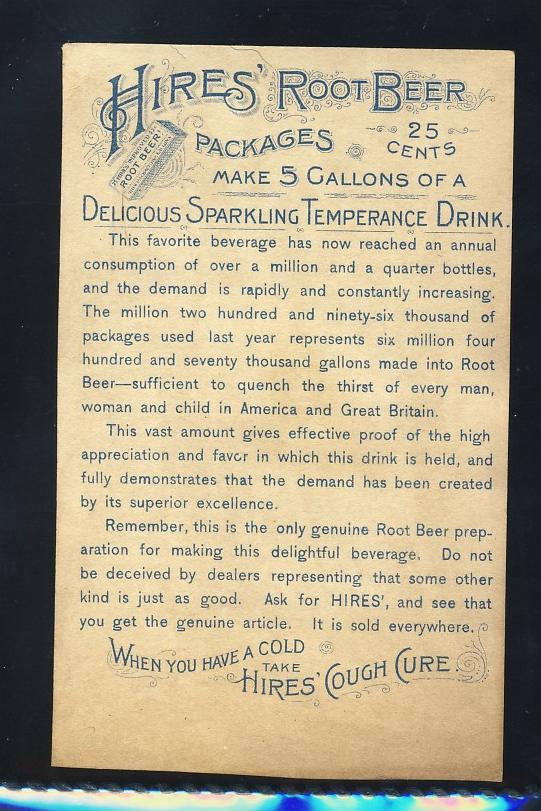 HIRES' ROOT BEER
ROOT BEER!
PACKAGES
25
CENTS
MAKE 5 GALLONS OF A
DELICIOUS SPARKLING TEMPERANCE DRINK.
This favorite beverage has now reached an annual
consumption of over a million and a quarter bottles,
and the demand is rapidly and constantly increasing.
The million two hundred and ninety-six thousand of
packages used last year represents six million four
hundred and seventy thousand gallons made into Root
Beer—sufficient to quench the thirst of every man,
woman and child in America and Great Britain.
This vast amount gives effective proof of the high
appreciation and favor in which this drink is held, and
fully demonstrates that the demand has been created
by its superior excellence.
Remember, this is the only genuine Root Beer prep-
aration for making this delightful beverage. Do not
be deceived by dealers representing that some other
kind is just as good. Ask for HIRES', and see that
you get the genuine article. It is sold everywhere.
WHEN YOU HAVE A COLD
TAKE
HIRES' COUGH CURE